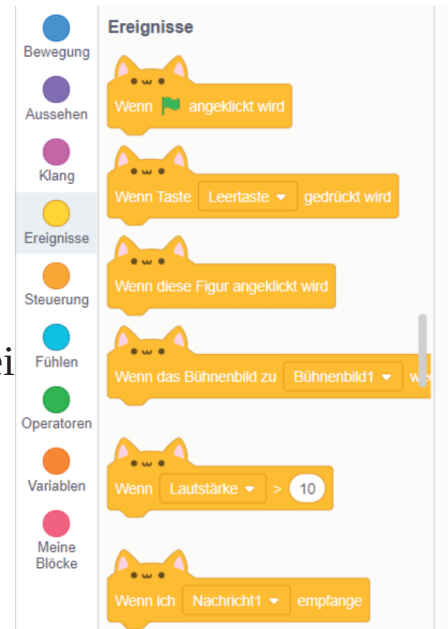 Bewegung
Aussehen
Klang
Ereignisse
Steuerung
Fühlen
Operatoren
Variablen
Meine
Blöcke
Ereignisse
Wenn angeklickt wird
Wenn Taste Leertaste gedrückt wird
Wenn diese Figur angeklickt wird
Wenn das Bühnenbild zu Bühnenbild1
Wenn Lautstärke > 10
Wenn ich Nachricht1 empfange